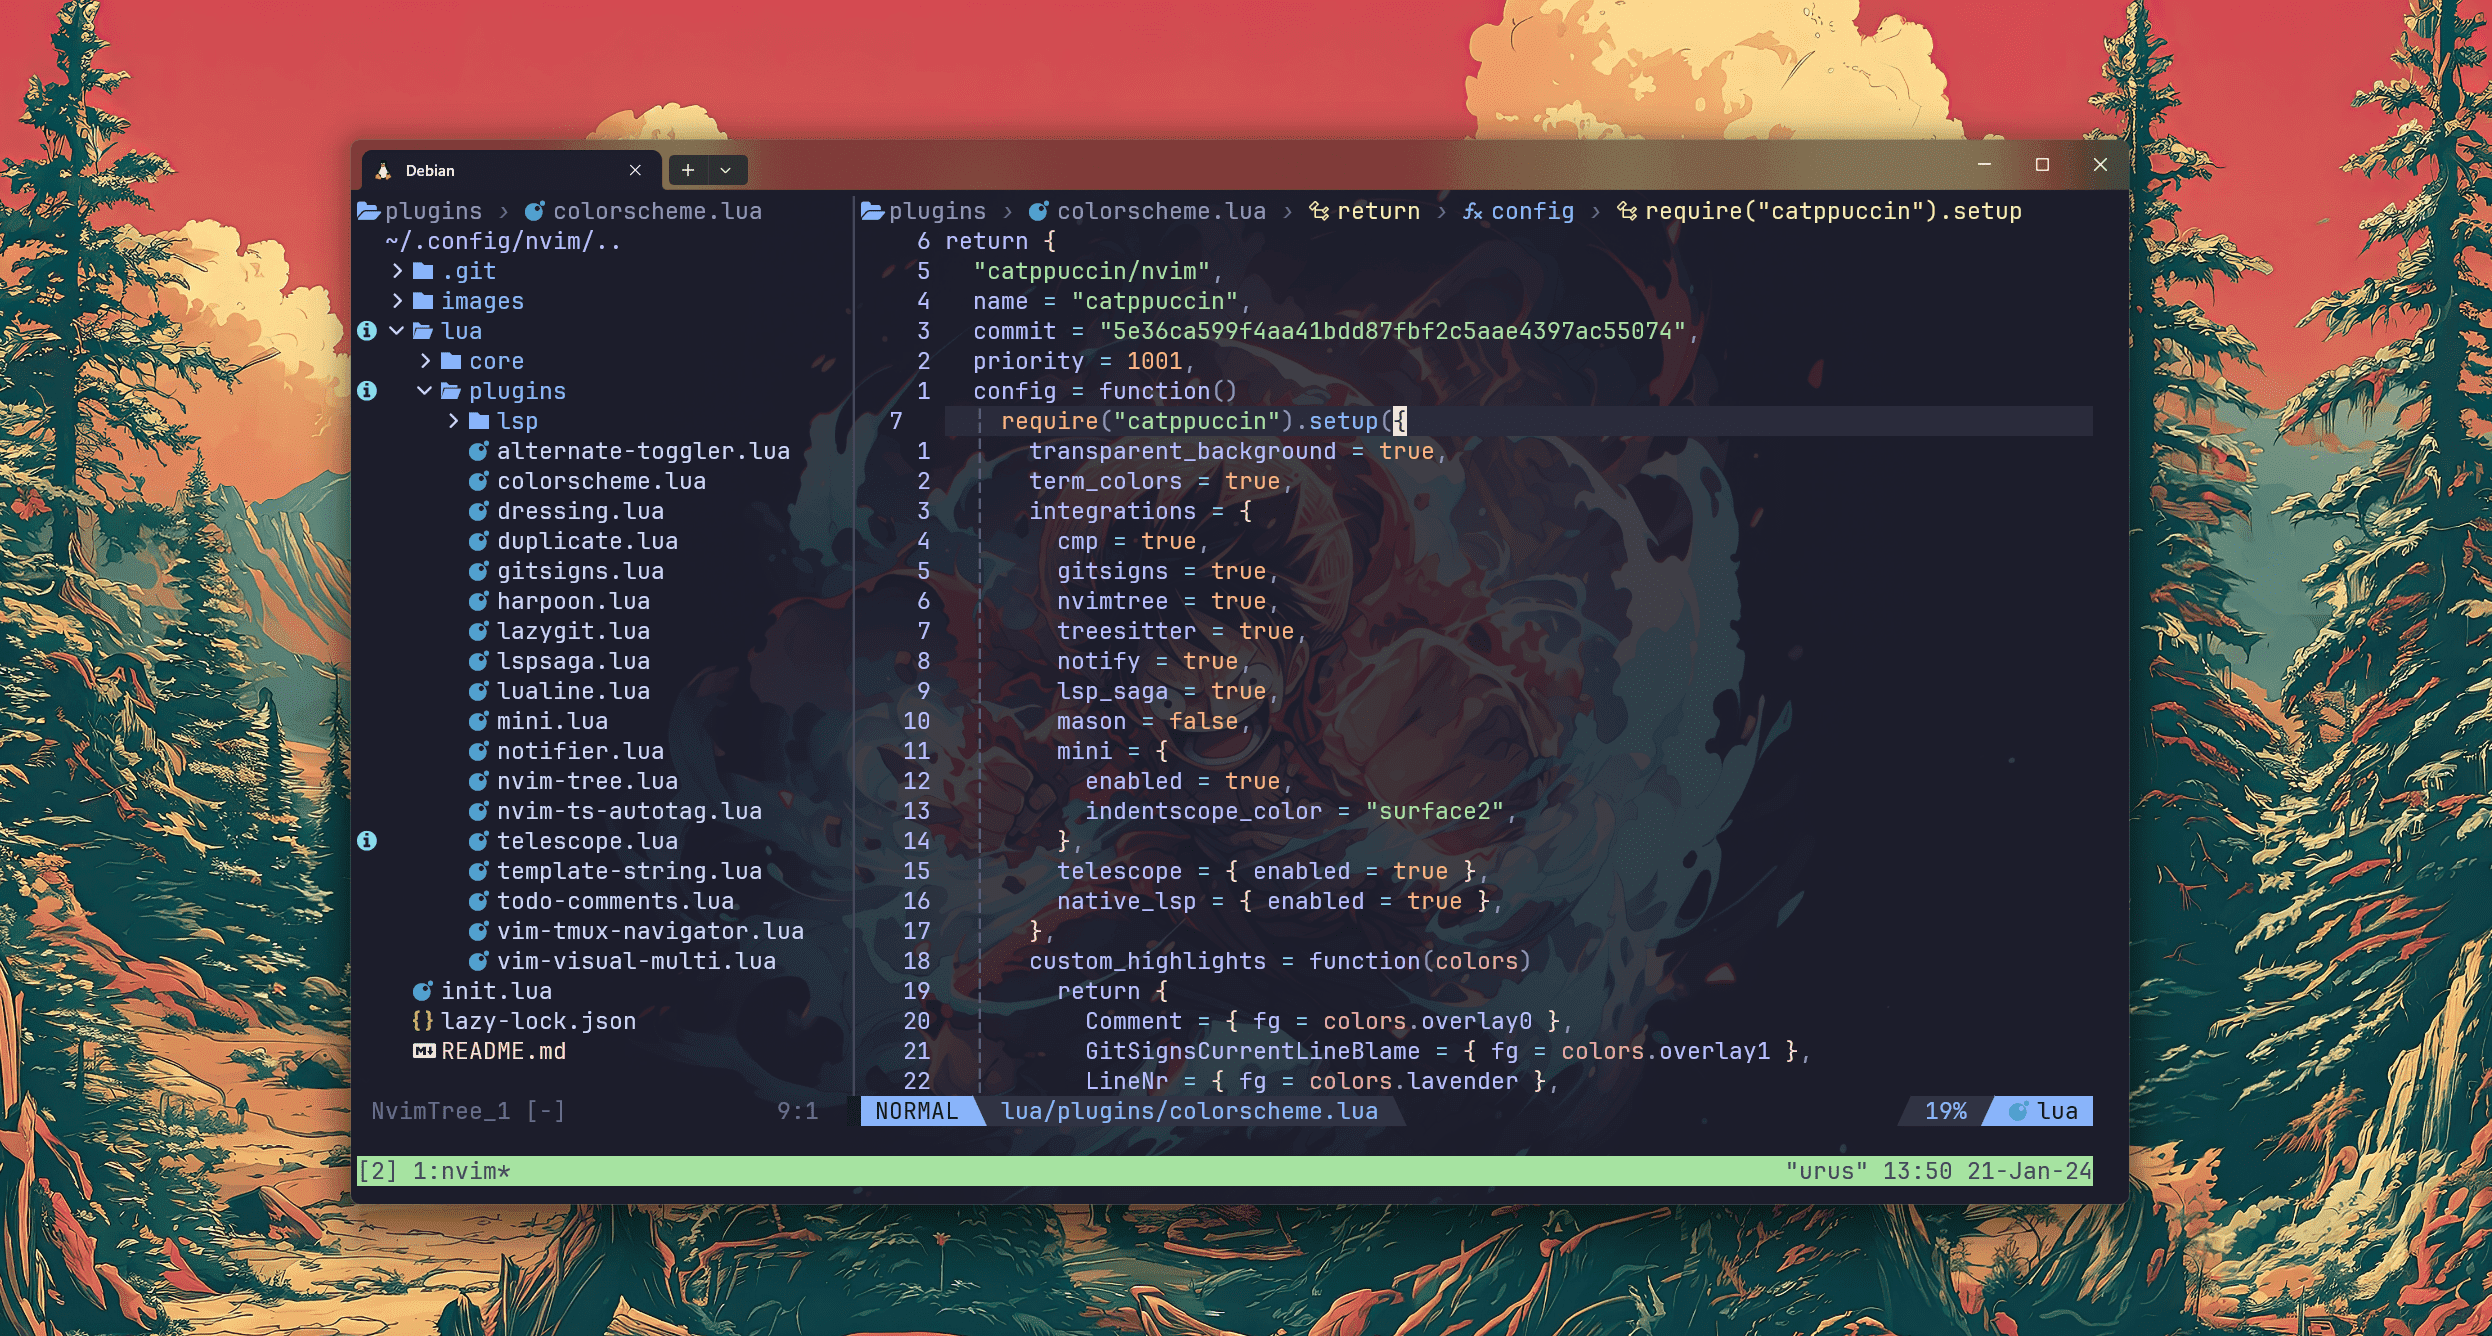 Debian
plugins › colorscheme.lua
~/.config/nvim/..
.git
images
lua
core
plugins
lsp
alternate-toggler.lua
colorscheme.lua
dressing.lua
duplicate.lua
gitsigns.lua
harpoon.lua
lazygit.lua
lspsaga.lua
lualine.lua
mini.lua
notifier.lua
nvim-tree.lua
nvim-ts-autotag.lua
telescope.lua
template-string.lua
todo-comments.lua
vim-tmux-navigator.lua
vim-visual-multi.lua
init.lua
{} lazy-lock.json
README.md
NvimTree_1 [-] 9:1
plugins › colorscheme.lua › return › fx config › require("catppuccin").setup
6 return {
5 "catppuccin/nvim",
4 name = "catppuccin",
3 commit = "5e36ca599f4aa41bdd87fbf2c5aae4397ac55074",
2 priority = 1001,
1 config = function()
7 require("catppuccin").setup({
1 transparent_background = true,
2 term_colors = true,
3 integrations = {
4 cmp = true,
5 gitsigns = true,
6 nvimtree = true,
7 treesitter = true,
8 notify = true,
9 lsp_saga = true,
10 mason = false,
11 mini = {
12 enabled = true,
13 indentscope_color = "surface2",
14 },
15 telescope = { enabled = true },
16 native_lsp = { enabled = true },
17 },
18 custom_highlights = function(colors)
19 return {
20 Comment = { fg = colors.overlay0 },
21 GitSignsCurrentLineBlame = { fg = colors.overlay1 },
22 LineNr = { fg = colors.lavender },
NORMAL lua/plugins/colorscheme.lua 19% lua
[2] 1:nvim* "urus" 13:50 21-Jan-24